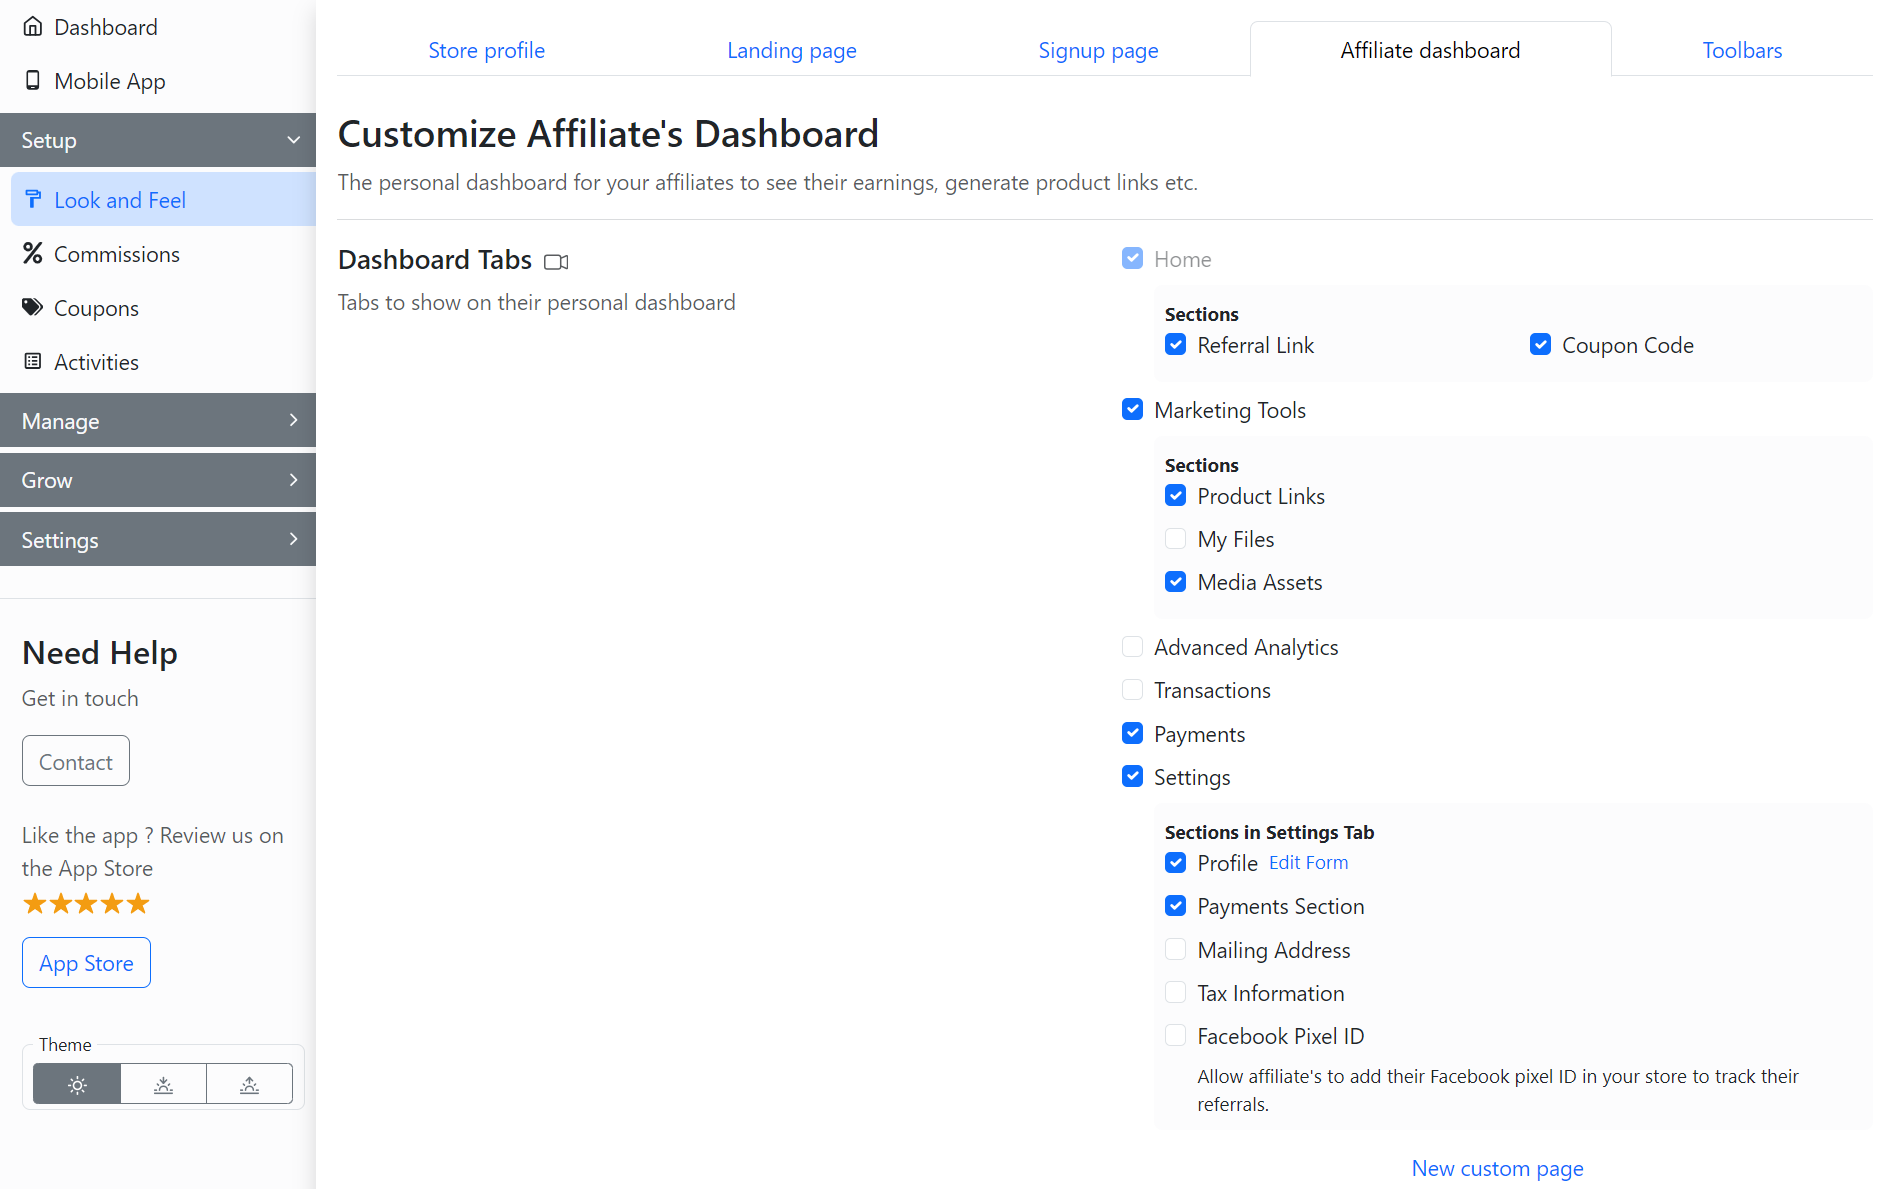 Dashboard
Mobile App
Setup
Look and Feel
Commissions
Coupons
Activities
Manage
Grow
Settings
Need Help
Get in touch
Contact
Like the app ? Review us on
the App Store
App Store
Theme
Store profile
Landing page
Signup page
Affiliate dashboard
Toolbars
Customize Affiliate's Dashboard
The personal dashboard for your affiliates to see their earnings, generate product links etc.
Dashboard Tabs
Tabs to show on their personal dashboard
Home
Sections
Referral Link
Coupon Code
Marketing Tools
Sections
Product Links
My Files
Media Assets
Advanced Analytics
Transactions
Payments
Settings
Sections in Settings Tab
Profile Edit Form
Payments Section
Mailing Address
Tax Information
Facebook Pixel ID
Allow affiliate's to add their Facebook pixel ID in your store to track their
referrals.
New custom page